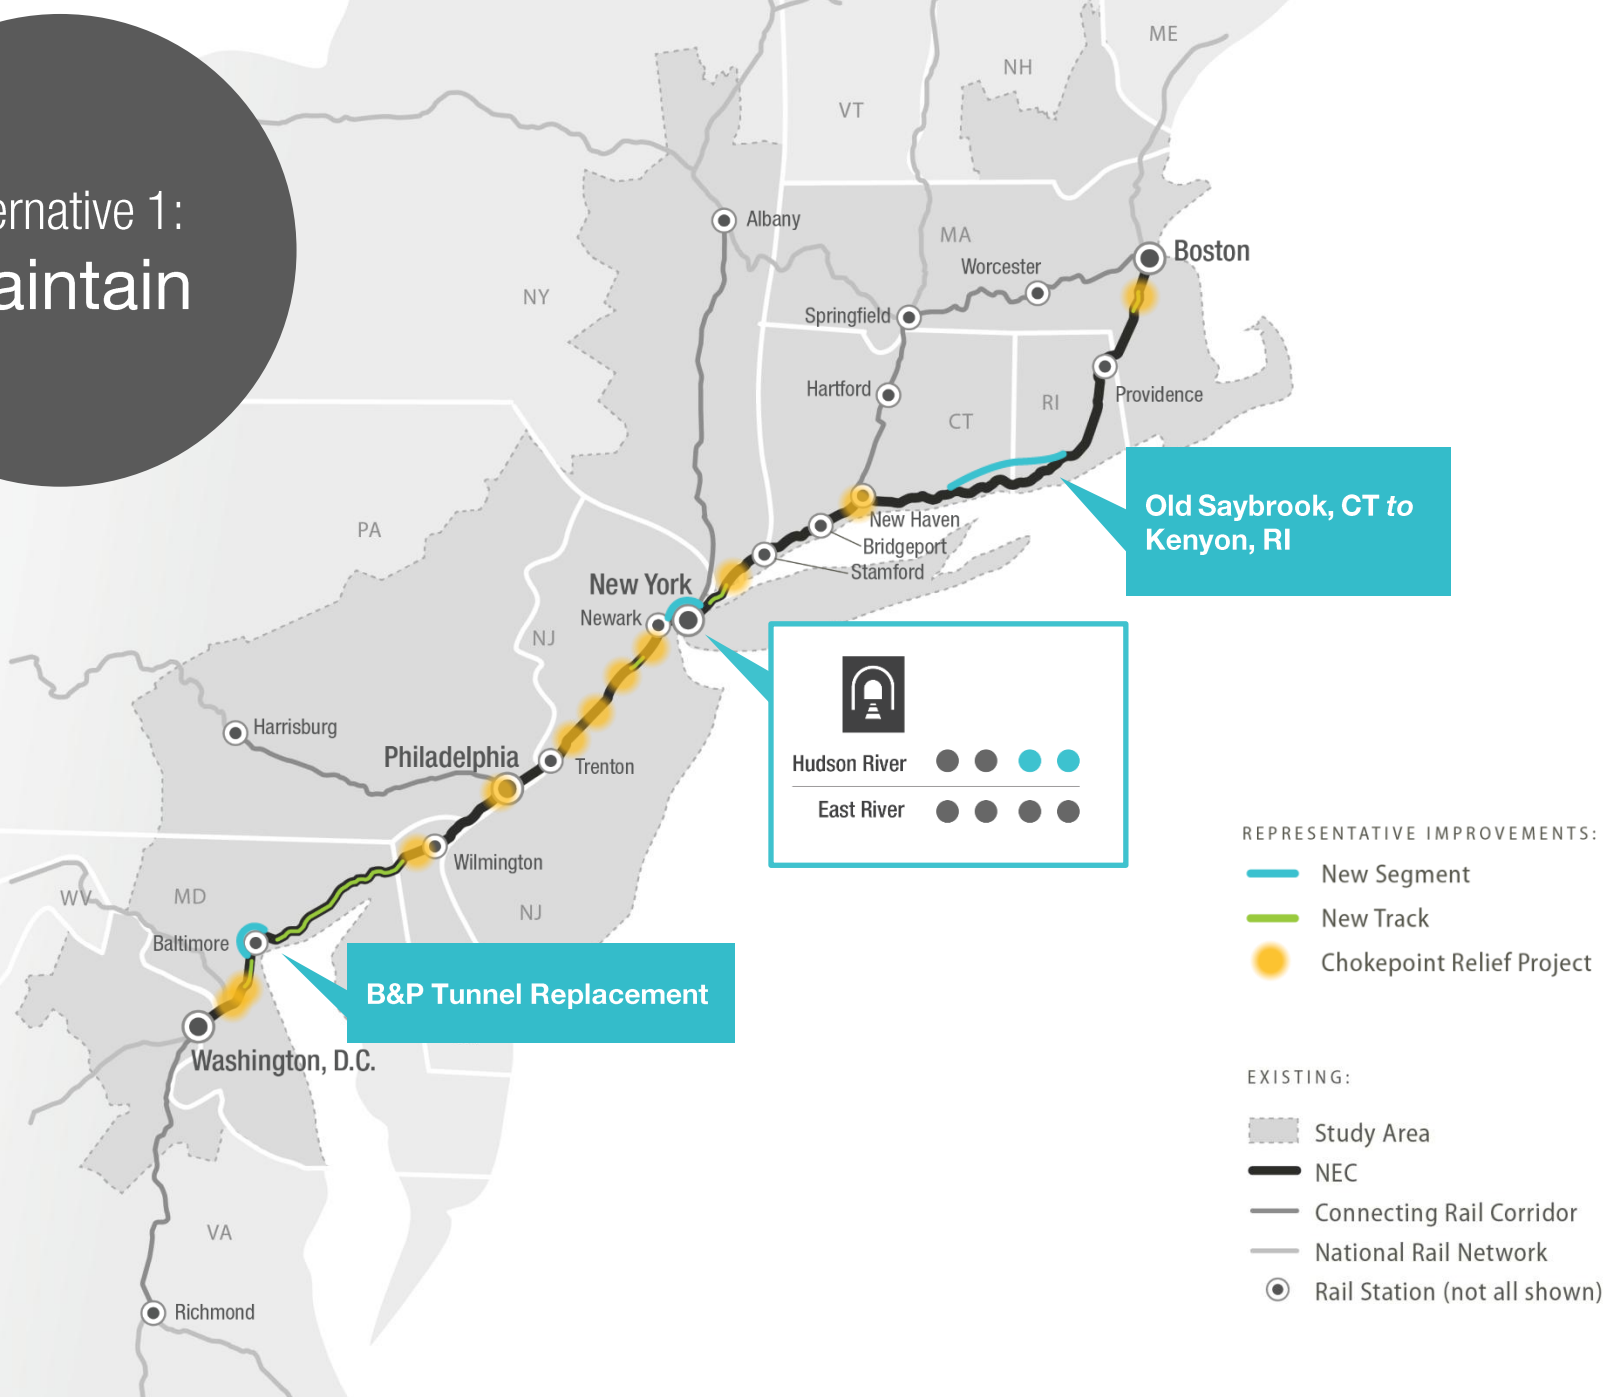 ernative 1:
aintain
ME
NH
VT
Albany
MA
Boston
Worcester
NY
Springfield
Hartford
Providence
RI
CT
Old Saybrook, CT to
Kenyon, RI
New Haven
PA
Bridgeport
Stamford
New York
Newark
NJ
Harrisburg
Philadelphia
Trenton
Hudson River
East River
Wilmington
WV
MD
NJ
Baltimore
B&P Tunnel Replacement
Washington, D.C.
VA
Richmond
REPRESENTATIVE IMPROVEMENTS:
New Segment
New Track
Chokepoint Relief Project
EXISTING:
Study Area
NEC
Connecting Rail Corridor
National Rail Network
Rail Station (not all shown)